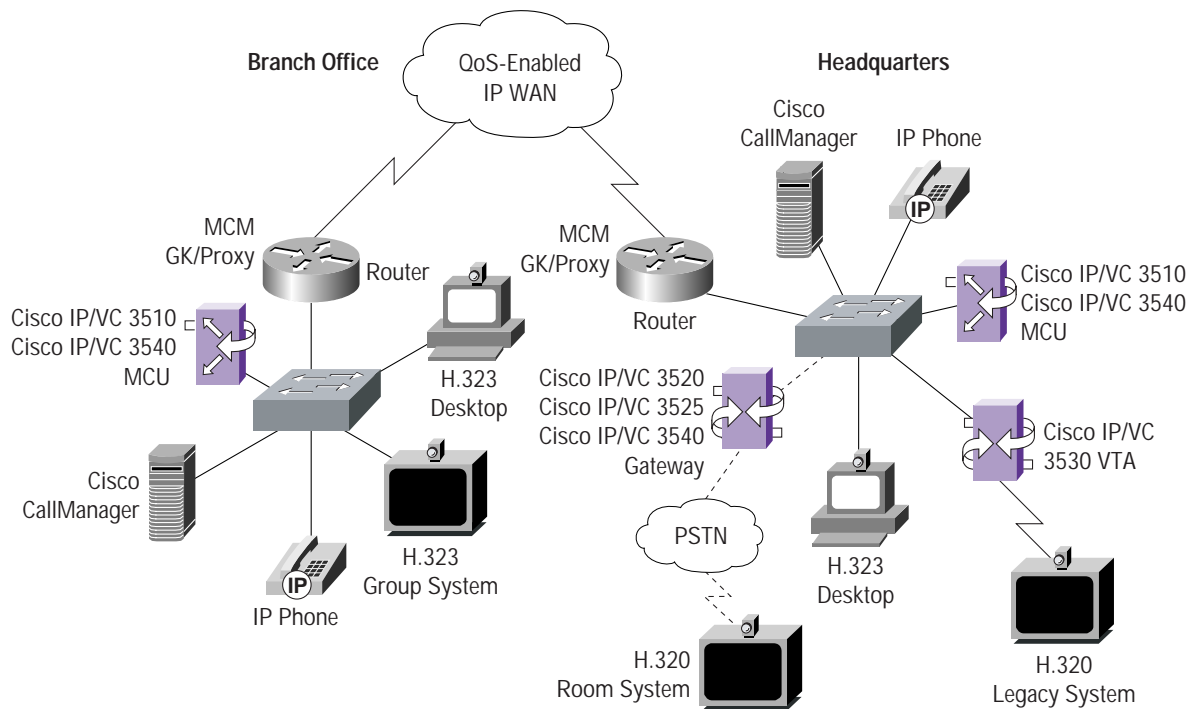 Branch Office
QoS-Enabled
IP WAN
Headquarters
Cisco
CallManager
IP Phone
MCM
GK/Proxy
Router
MCM
GK/Proxy
Router
Cisco IP/VC 3510
Cisco IP/VC 3540
MCU
Cisco IP/VC 3510
Cisco IP/VC 3540
MCU
H.323
Desktop
Cisco IP/VC 3520
Cisco IP/VC 3525
Cisco IP/VC 3540
Gateway
Cisco IP/VC
3530 VTA
Cisco
CallManager
IP
IP Phone
H.323
Group System
PSTN
H.323
Desktop
IP
H.320
Room System
H.320
Legacy System